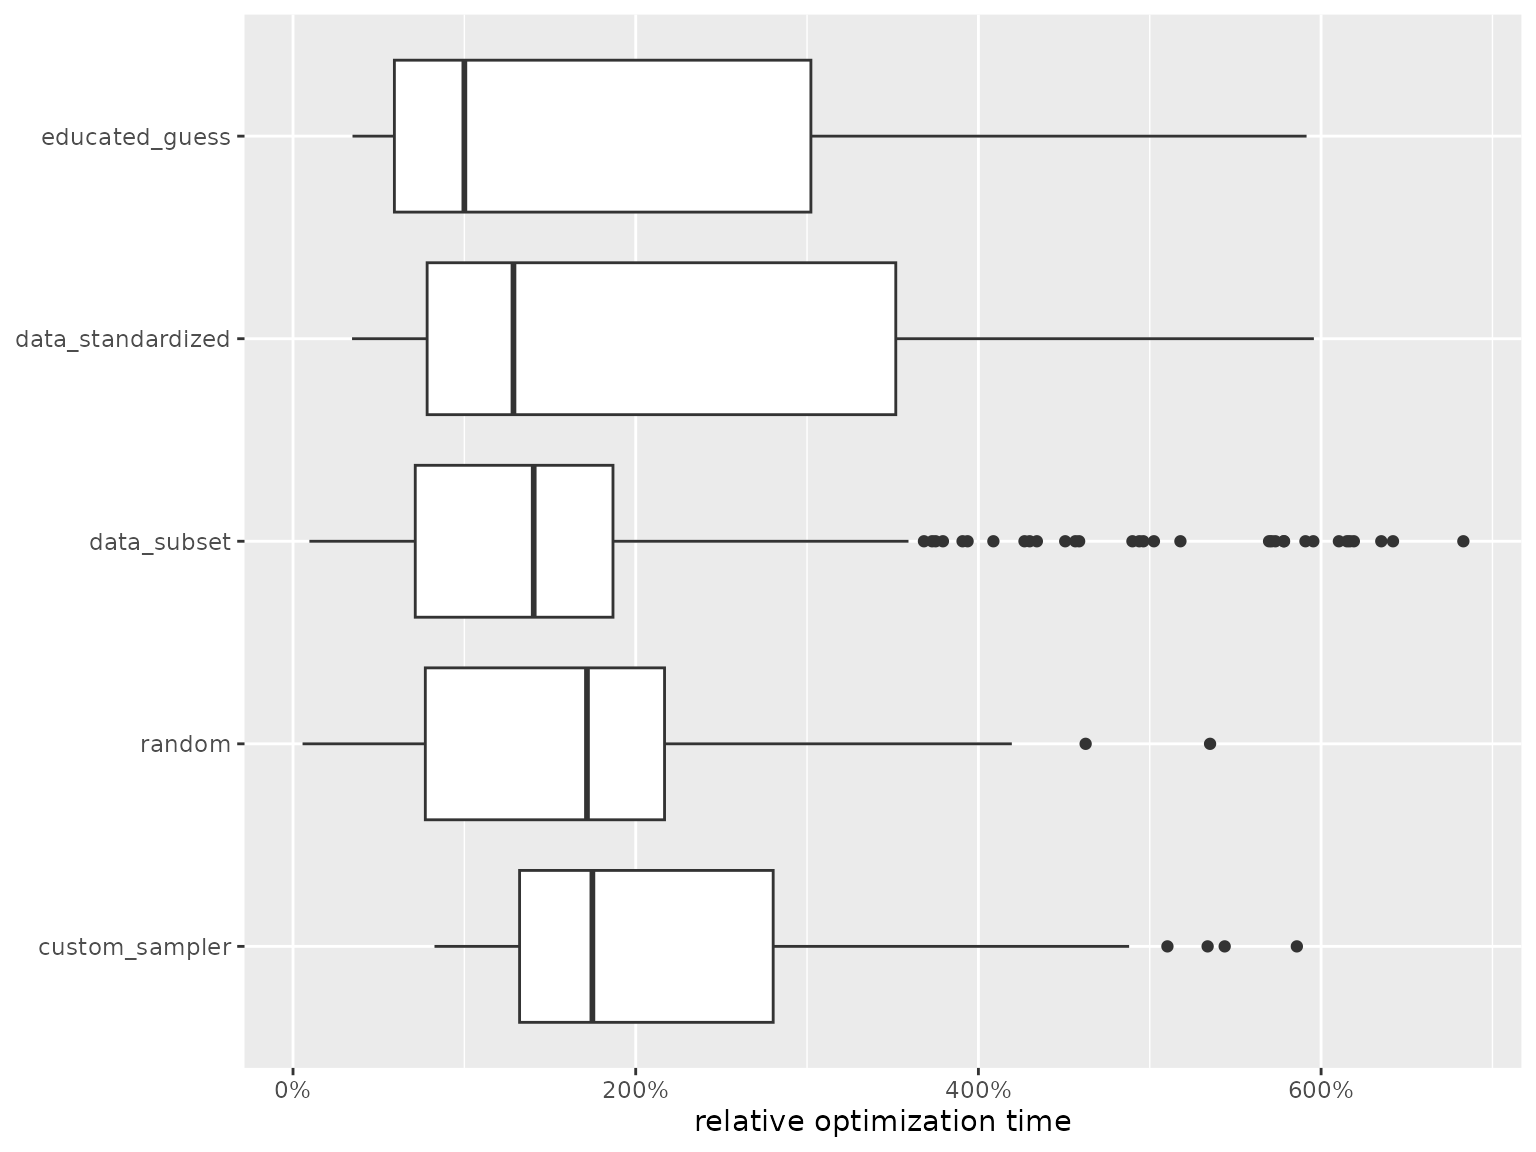 educated_guess
data_standardized
data_subset
random
custom_sampler
0% 200% 400% 600%
relative optimization time